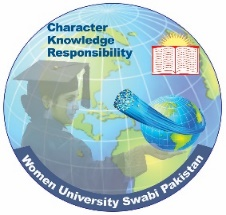 Character
Knowledge
Responsibility
Women University Swabi Pakistan